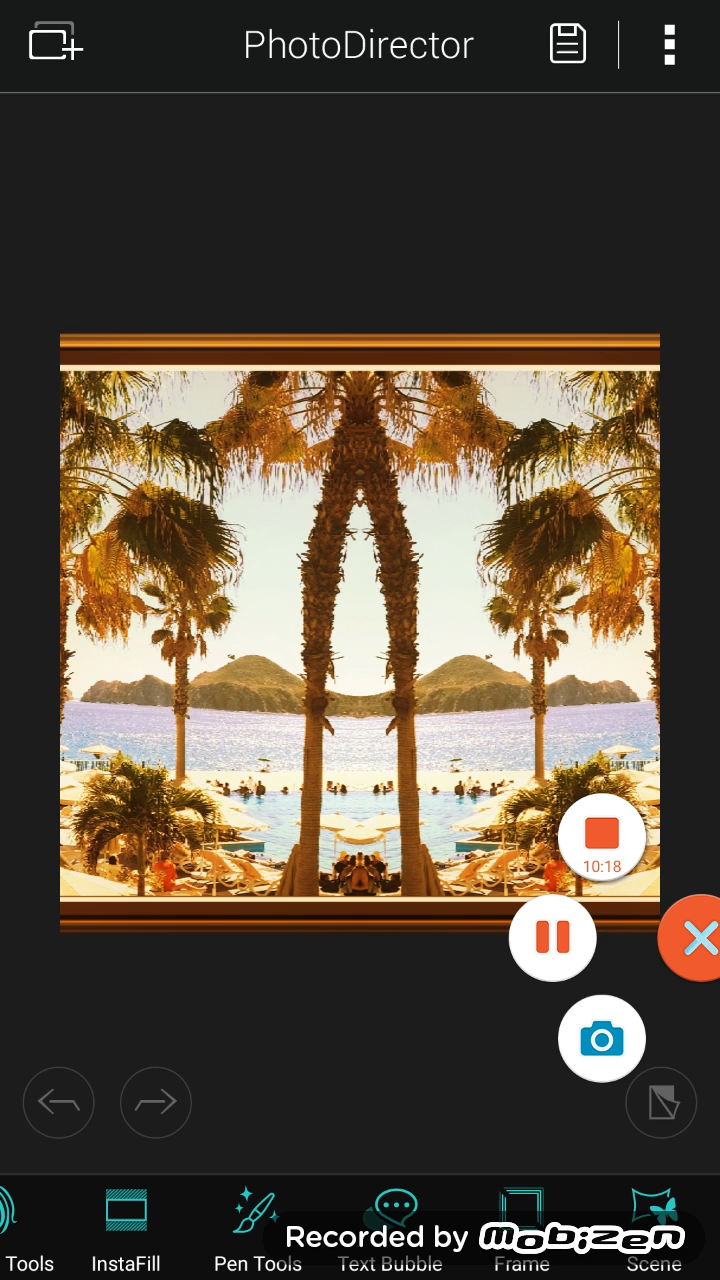 PhotoDirector
10:18
Recorded by mobizen
Tools InstaFill Pen Tools Text Bubble Frame Scene